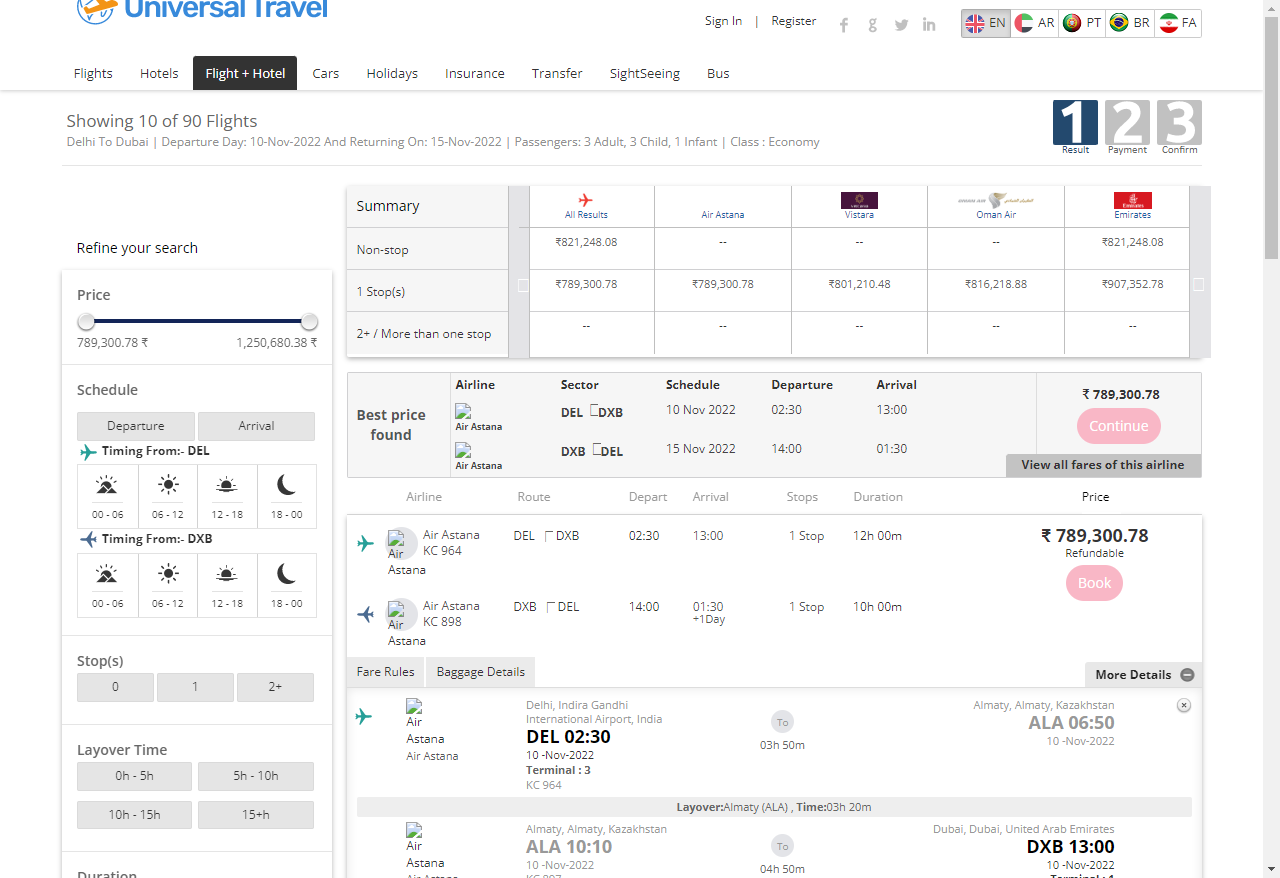 Universal Travel
Sign In | Register
EN AR PT BR FA
Flights Hotels Flight + Hotel Cars Holidays Insurance Transfer SightSeeing Bus
Showing 10 of 90 Flights
Delhi To Dubai | Departure Day: 10-Nov-2022 And Returning On: 15-Nov-2022 | Passengers: 3 Adult, 3 Child, 1 Infant | Class : Economy
1 2 3
Result Payment Confirm
Refine your search
Price
789,300.78 ₹ 1,250,680.38 ₹
Schedule
Departure Arrival
Timing From:- DEL
00 - 06 06 - 12 12 - 18 18 - 00
Timing From:- DXB
00 - 06 06 - 12 12 - 18 18 - 00
Stop(s)
0 1 2+
Layover Time
0h - 5h 5h - 10h
10h - 15h 15+h
Duration
Summary All Results Air Astana Vistara Oman Air Emirates
Non-stop ₹821,248.08 -- -- -- ₹821,248.08
1 Stop(s) ₹789,300.78 ₹789,300.78 ₹801,210.48 ₹816,218.88 ₹907,352.78
2+ / More than one stop -- -- -- -- --
Best price found
Airline Sector Schedule Departure Arrival
Air Astana DEL DXB 10 Nov 2022 02:30 13:00
Air Astana DXB DEL 15 Nov 2022 14:00 01:30
₹ 789,300.78
Continue
View all fares of this airline
Airline Route Depart Arrival Stops Duration Price
Air Astana Air Astana DEL DXB 02:30 13:00 1 Stop 12h 00m
KC 964
₹ 789,300.78
Refundable
Book
Air Astana Air Astana DXB DEL 14:00 01:30 1 Stop 10h 00m
KC 898 +1Day
Fare Rules Baggage Details More Details
Air Astana
Air Astana
Delhi, Indira Gandhi
International Airport, India
DEL 02:30
10 -Nov-2022
Terminal : 3
KC 964
To
03h 50m
Almaty, Almaty, Kazakhstan
ALA 06:50
10 -Nov-2022
Layover:Almaty (ALA) , Time:03h 20m
Air Astana
Air Astana
Almaty, Almaty, Kazakhstan
ALA 10:10
10 -Nov-2022
KC 897
To
04h 50m
Dubai, Dubai, United Arab Emirates
DXB 13:00
10 -Nov-2022
Terminal : 1